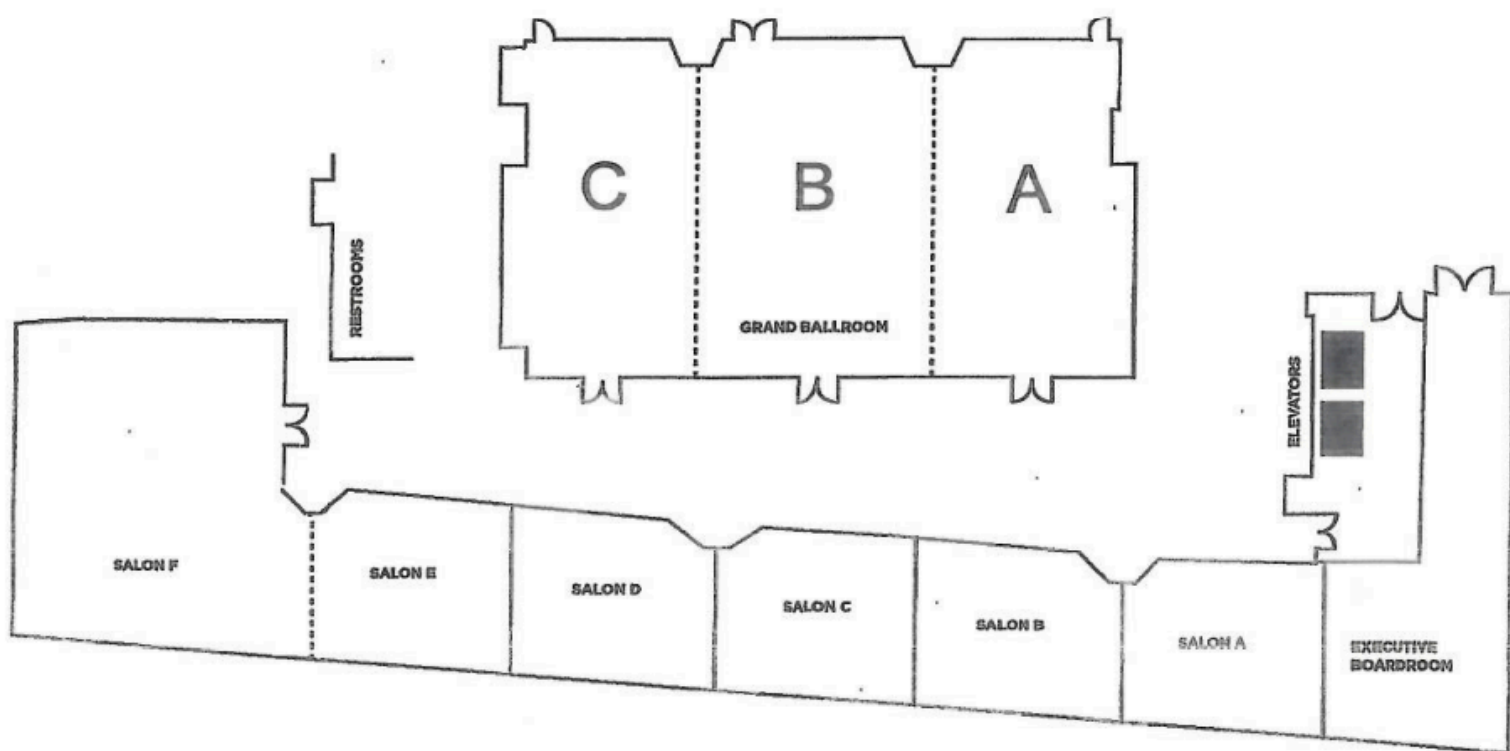 C
B
A
RESTROOMS
GRAND BALLROOM
ELEVATORS
SALON F
SALON E
SALON D
SALON C
SALON B
SALON A
EXECUTIVE
BOARDROOM